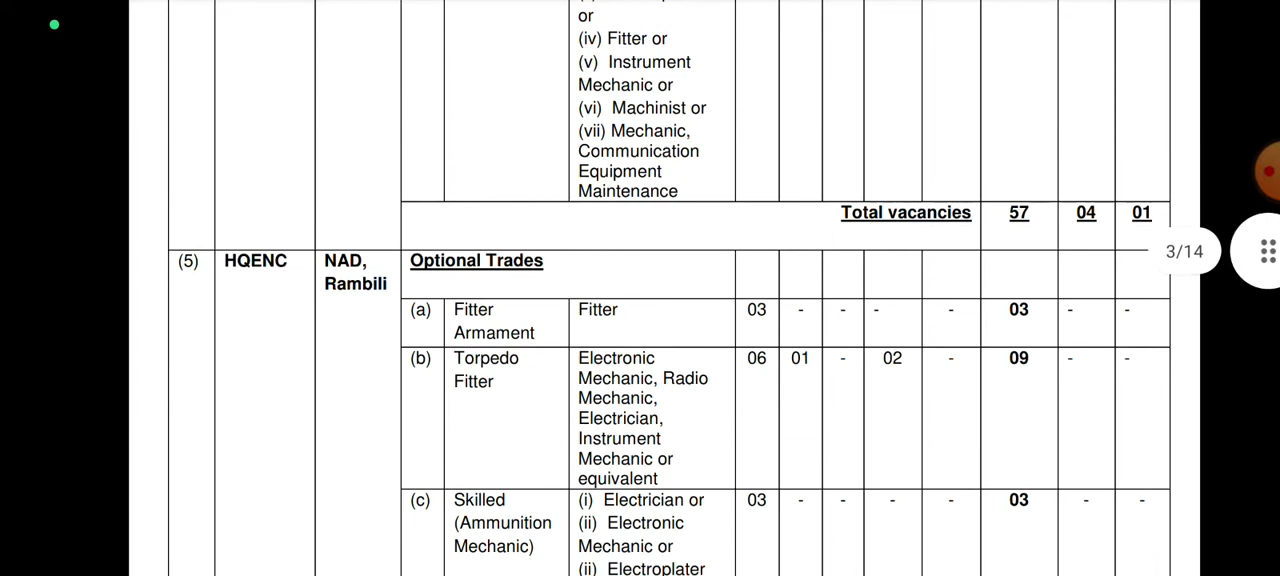 or
(iv) Fitter or
(v) Instrument
Mechanic or
(vi) Machinist or
(vii) Mechanic,
Communication
Equipment
Maintenance
Total vacancies 57 04 01
(5) HQENC NAD, Rambili Optional Trades
(a) Fitter Armament Fitter 03 - - - - 03 - -
(b) Torpedo Fitter Electronic Mechanic, Radio Mechanic, Electrician, Instrument Mechanic or equivalent 06 01 - 02 - 09 - -
(c) Skilled (Ammunition Mechanic) (i) Electrician or (ii) Electronic Mechanic or (ii) Electroplater 03 - - - - 03 - -
3/14